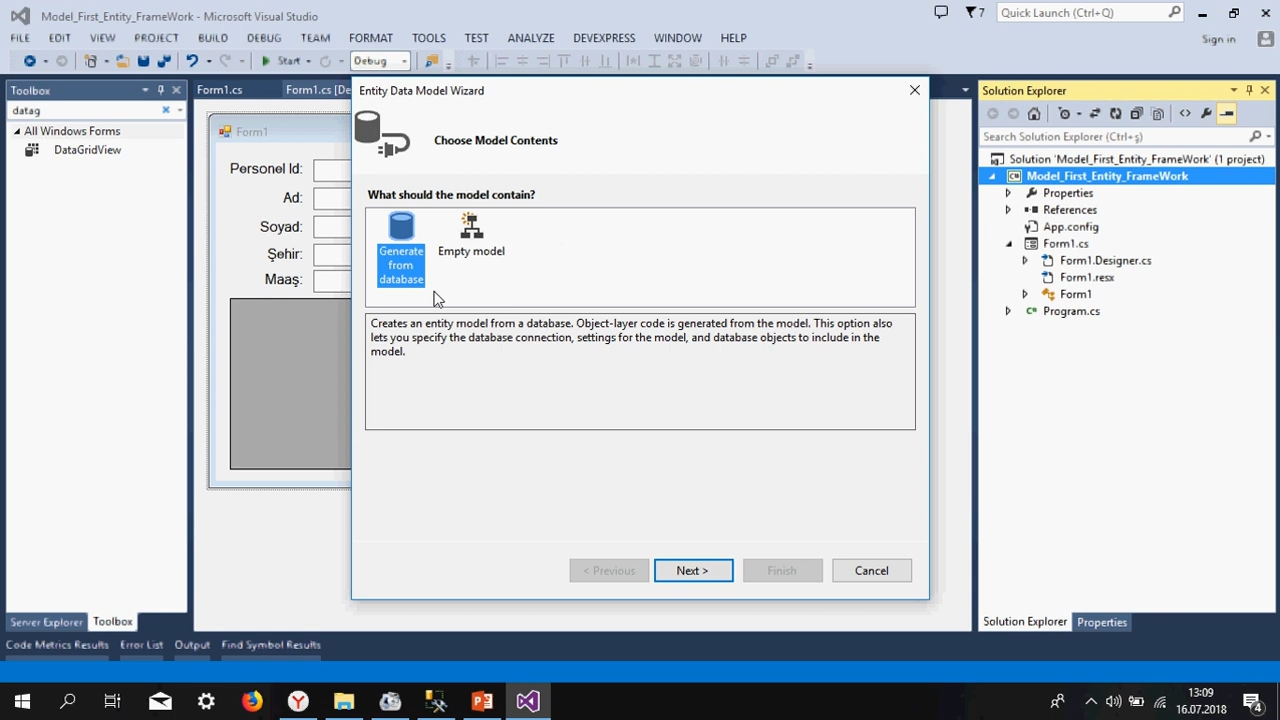 Model_First_Entity_FrameWork - Microsoft Visual Studio
7
Quick Launch (Ctrl+Q)
FILE EDIT VIEW PROJECT BUILD DEBUG TEAM FORMAT TOOLS TEST ANALYZE DEVEXPRESS WINDOW HELP
Sign in
Start
Debug
Toolbox
datag
All Windows Forms
DataGridView
Form1.cs
Form1.cs [De
Form1
Personel Id:
Ad:
Soyad:
Şehir:
Maaş:
Entity Data Model Wizard
Choose Model Contents
What should the model contain?
Generate
from
database
Empty model
Creates an entity model from a database. Object-layer code is generated from the model. This option also
lets you specify the database connection, settings for the model, and database objects to include in the
model.
< Previous
Next >
Finish
Cancel
Solution Explorer
Search Solution Explorer (Ctrl+ş)
Solution 'Model_First_Entity_FrameWork' (1 project)
Model_First_Entity_FrameWork
Properties
References
App.config
Form1.cs
Form1.Designer.cs
Form1.resx
Form1
Program.cs
Server Explorer
Toolbox
Solution Explorer
Properties
Code Metrics Results
Error List
Output
Find Symbol Results
13:09
16.07.2018
4